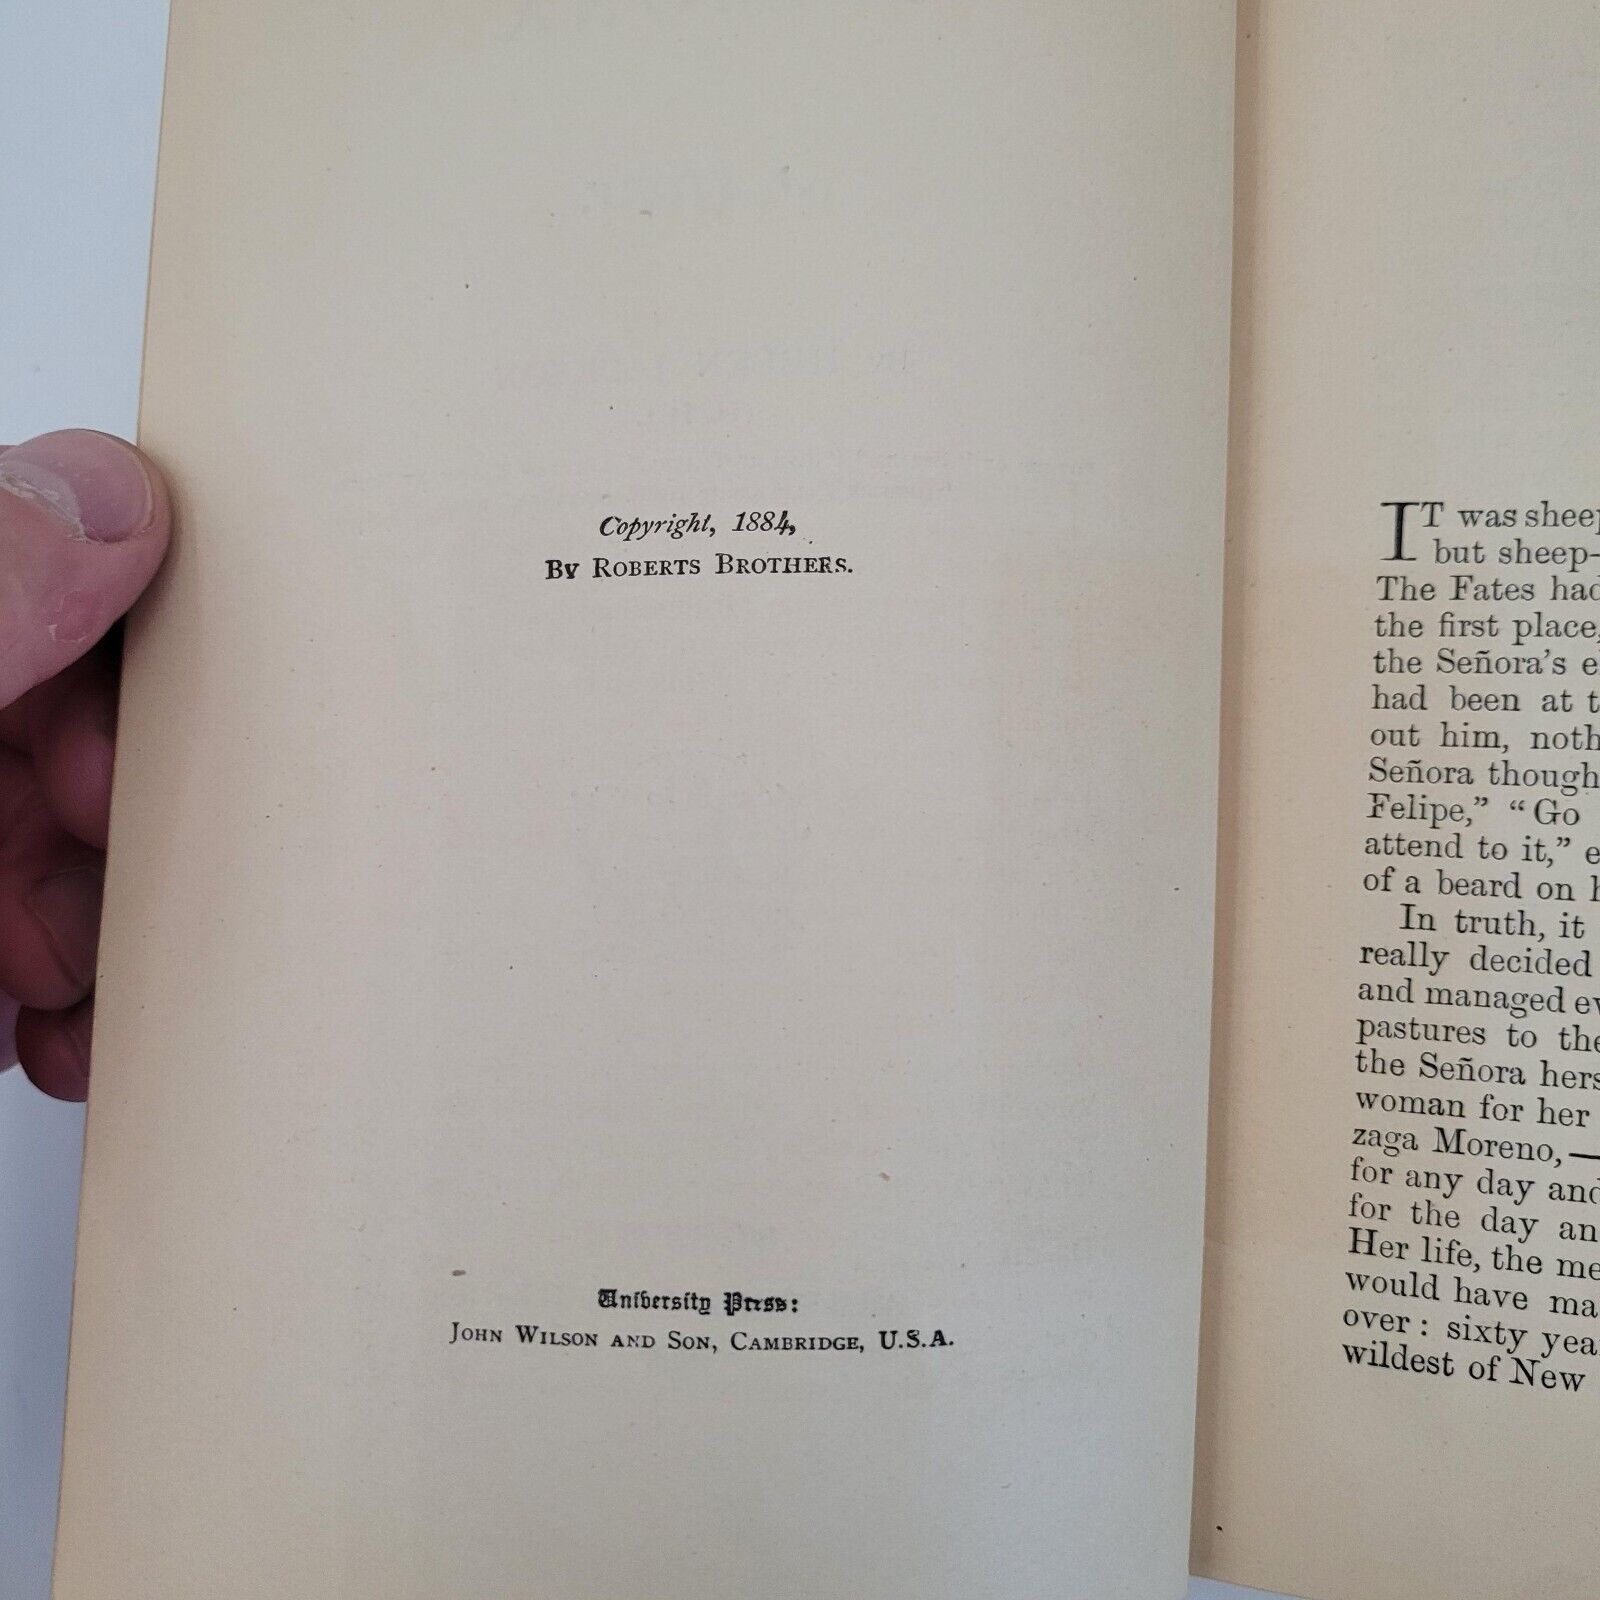 Copyright, 1884,
By Roberts Brothers.
University Press:
John Wilson and Son, Cambridge, U.S.A.
IT was sheep
but sheep-
The Fates had
the first place,
the Señora's
had been at
out him,
Señora though
Felipe," "Go
attend to it,"
of a beard on
In truth, it
really decided
and managed
pastures to the
the Señora hers
woman for her
zaga Moreno,—
for any day and
for the day an
Her life, the me
would have ma
over: sixty yea
wildest of New